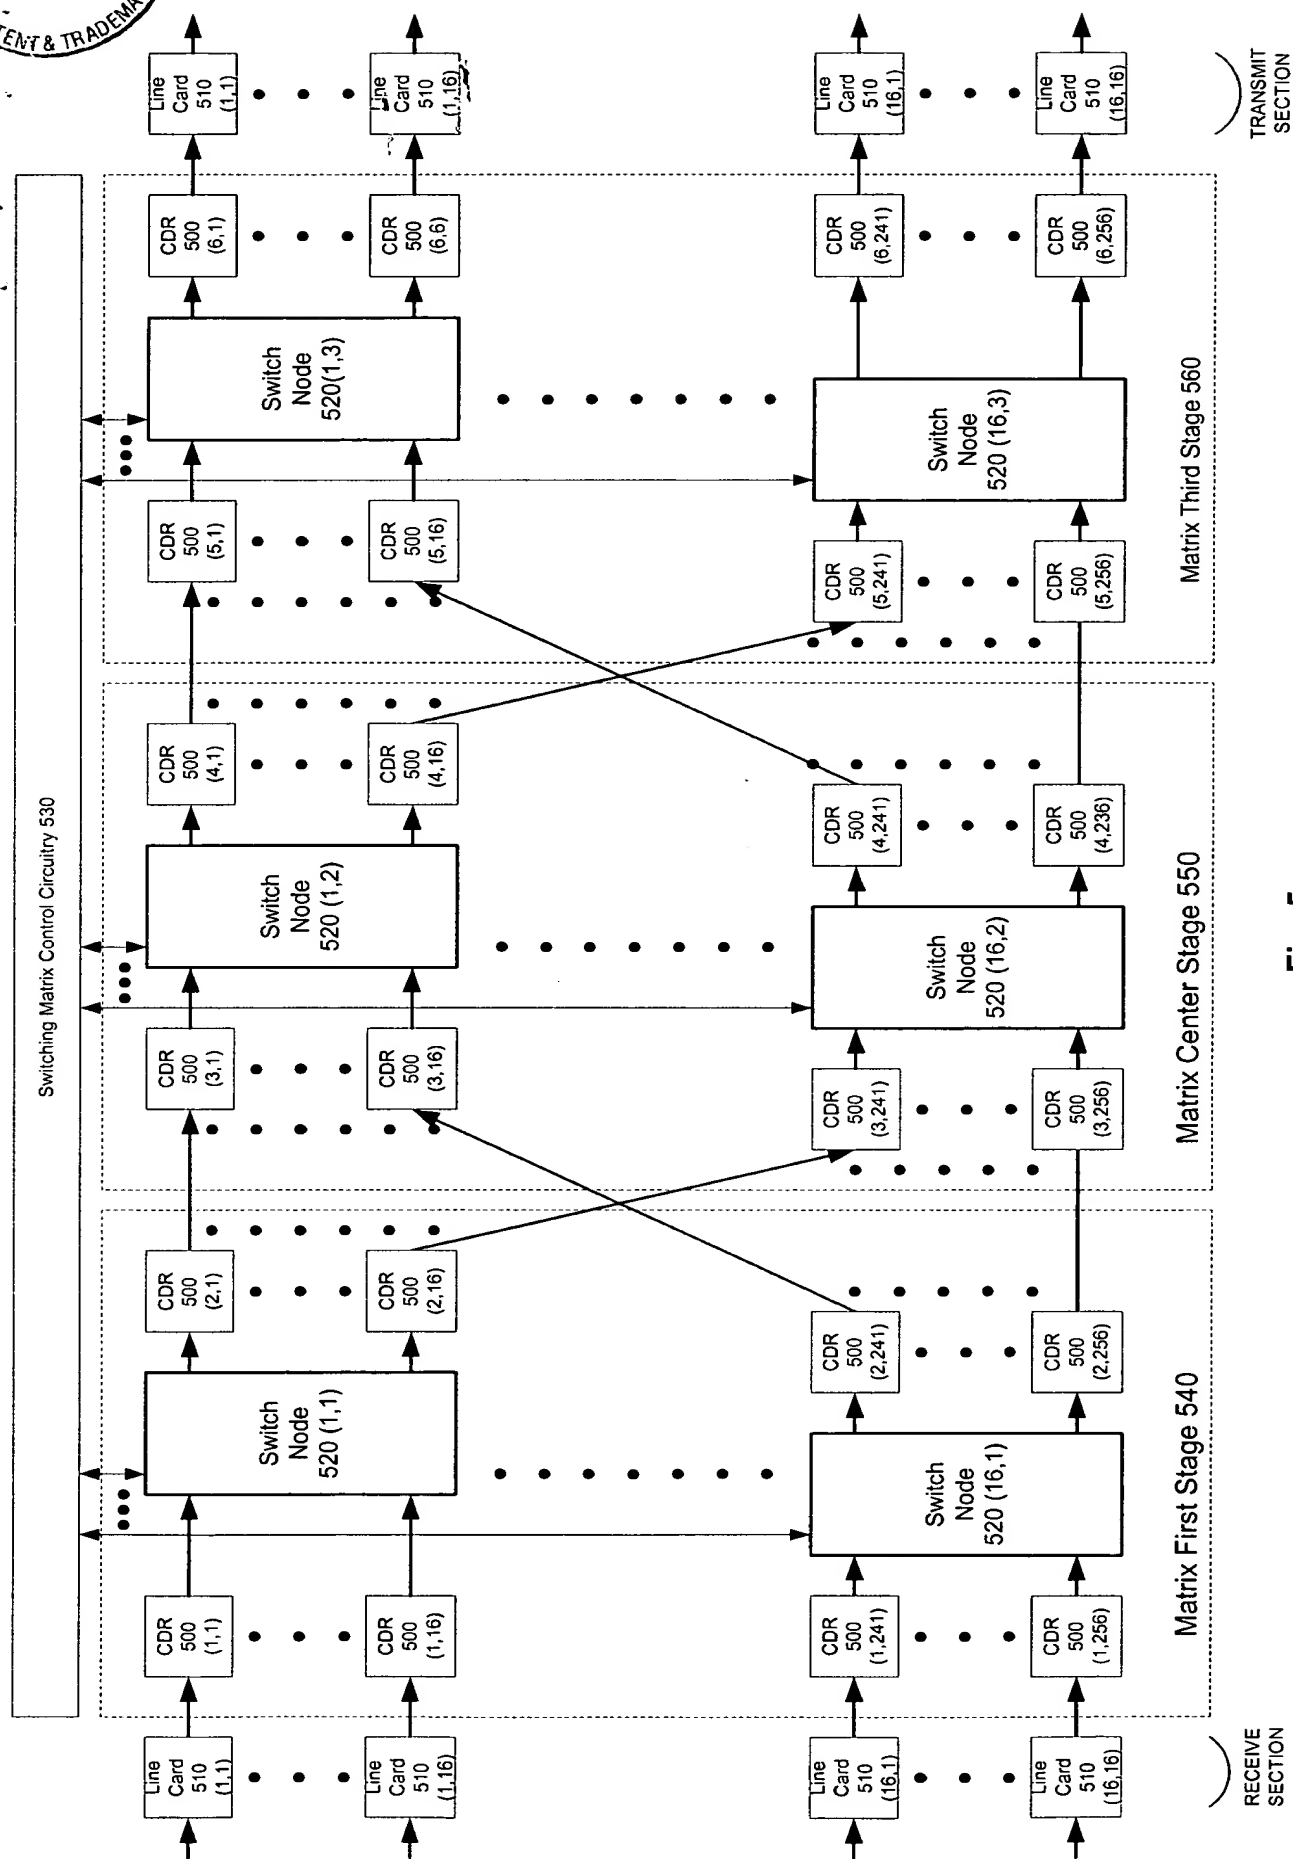 TENT & TRADEMA
Switching Matrix Control Circuitry 530
Line
Card
510
(1,1)
Line
Card
510
(1,16)
Line
Card
510
(16,1)
Line
Card
510
(16,16)
TRANSMIT
SECTION
CDR
500
(6,1)
CDR
500
(6,6)
CDR
500
(6,241)
CDR
500
(6,256)
Switch
Node
520(1,3)
Switch
Node
520 (16,3)
CDR
500
(5,1)
CDR
500
(5,16)
CDR
500
(5,241)
CDR
500
(5,256)
Matrix Third Stage 560
CDR
500
(4,1)
CDR
500
(4,16)
CDR
500
(4,241)
CDR
500
(4,236)
Switch
Node
520 (1,2)
Switch
Node
520 (16,2)
CDR
500
(3,1)
CDR
500
(3,16)
CDR
500
(3,241)
CDR
500
(3,256)
Matrix Center Stage 550
CDR
500
(2,1)
CDR
500
(2,16)
CDR
500
(2,241)
CDR
500
(2,256)
Switch
Node
520 (1,1)
Switch
Node
520 (16,1)
CDR
500
(1,1)
CDR
500
(1,16)
CDR
500
(1,241)
CDR
500
(1,256)
Matrix First Stage 540
Line
Card
510
(1,1)
Line
Card
510
(1,16)
Line
Card
510
(16,1)
Line
Card
510
(16,16)
RECEIVE
SECTION